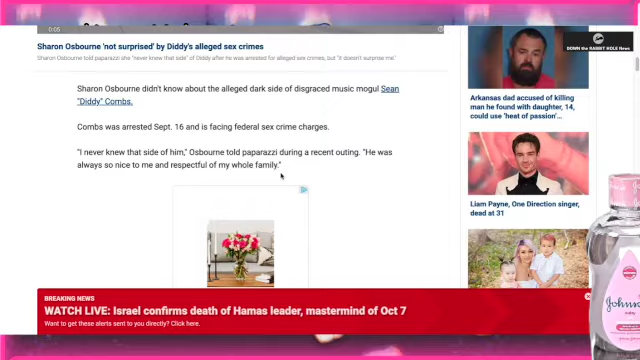 0:05
DOWN the RABBIT HOLE News
Sharon Osbourne 'not surprised' by Diddy's alleged sex crimes
Sharon Osbourne told paparazzi she "never knew that side" of Diddy after he was arrested for alleged sex crimes, but "it doesn't surprise me"
Sharon Osbourne didn't know about the alleged dark side of disgraced music mogul Sean
"Diddy" Combs.
Combs was arrested Sept. 16 and is facing federal sex crime charges.
"I never knew that side of him," Osbourne told paparazzi during a recent outing. "He was
always so nice to me and respectful of my whole family."
Arkansas dad accused of killing
man he found with daughter, 14,
could use 'heat of passion'...
Liam Payne, One Direction singer,
dead at 31
BREAKING NEWS
WATCH LIVE: Israel confirms death of Hamas leader, mastermind of Oct 7
Want to get these alerts sent to you directly? Click here.
Johnson's
baby